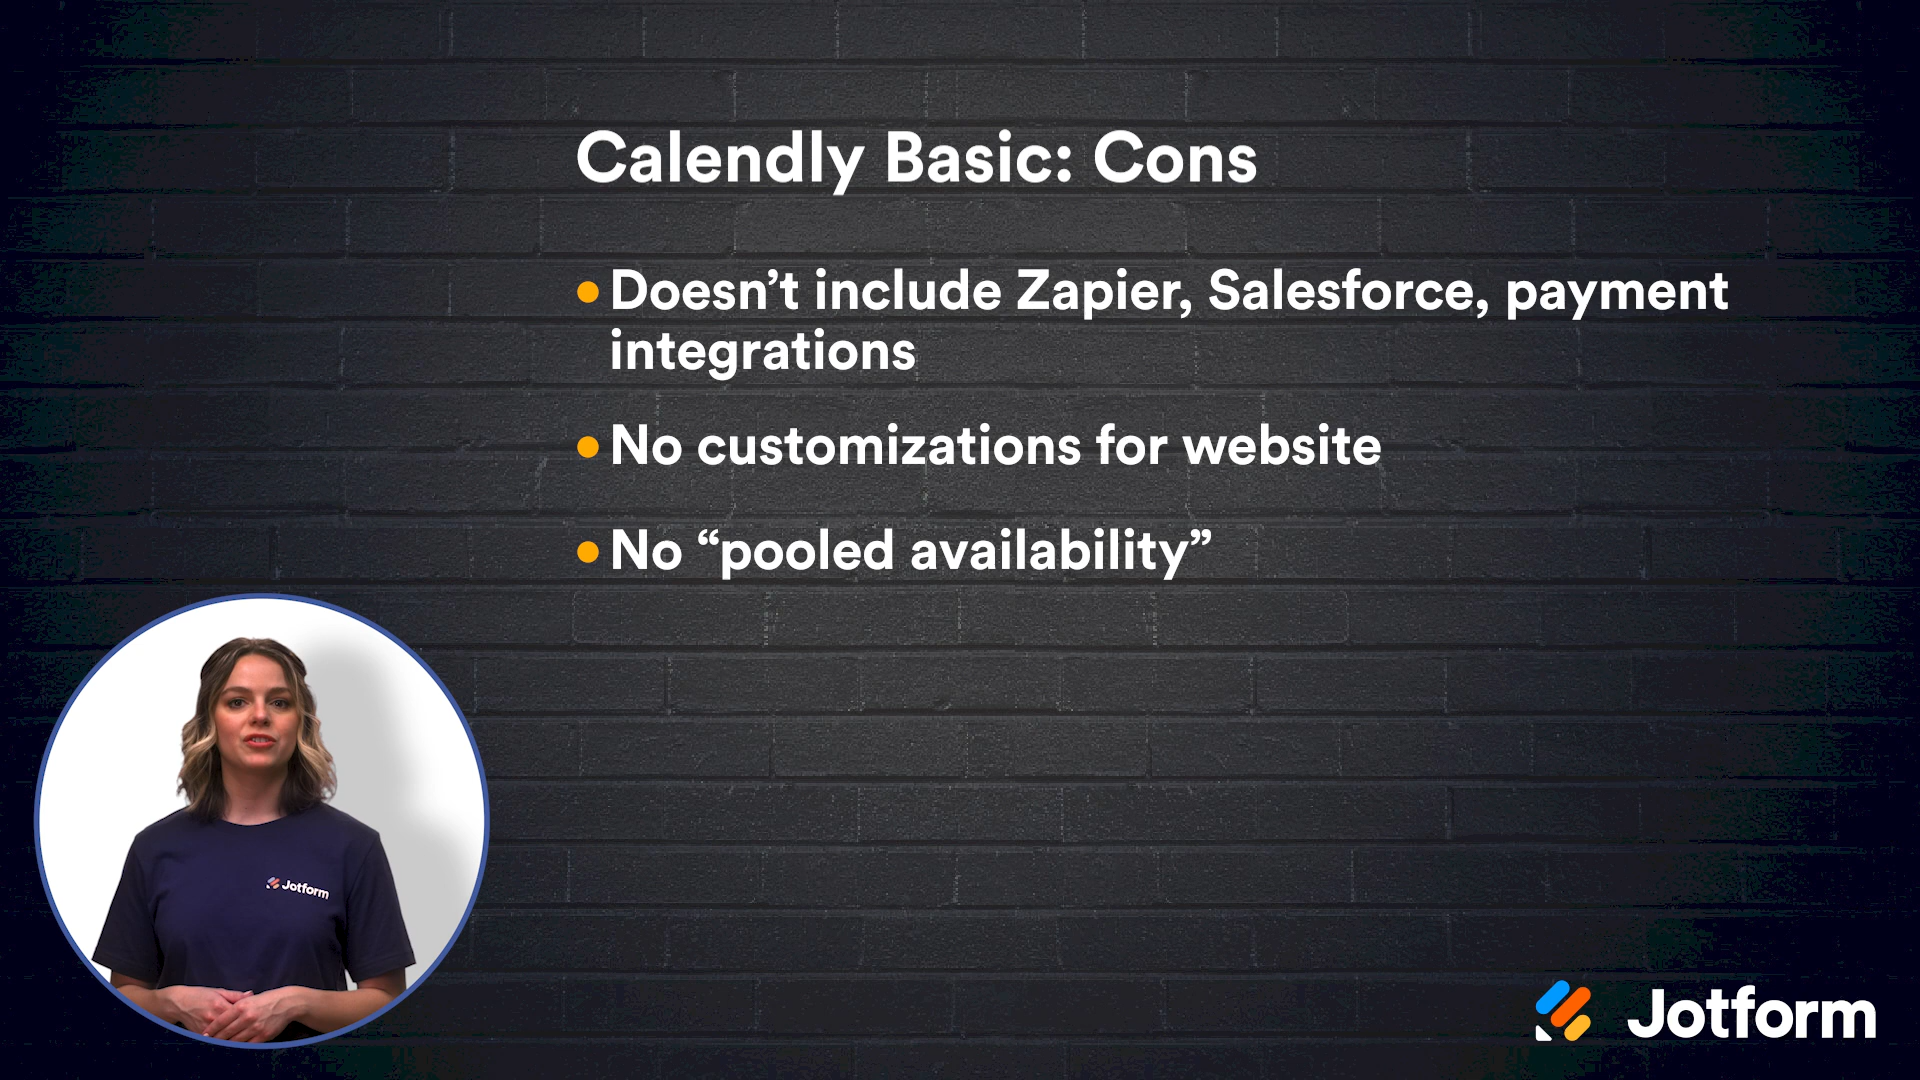 Calendly Basic: Cons
• Doesn’t include Zapier, Salesforce, payment
integrations
• No customizations for website
• No “pooled availability”
Jotform
Jotform